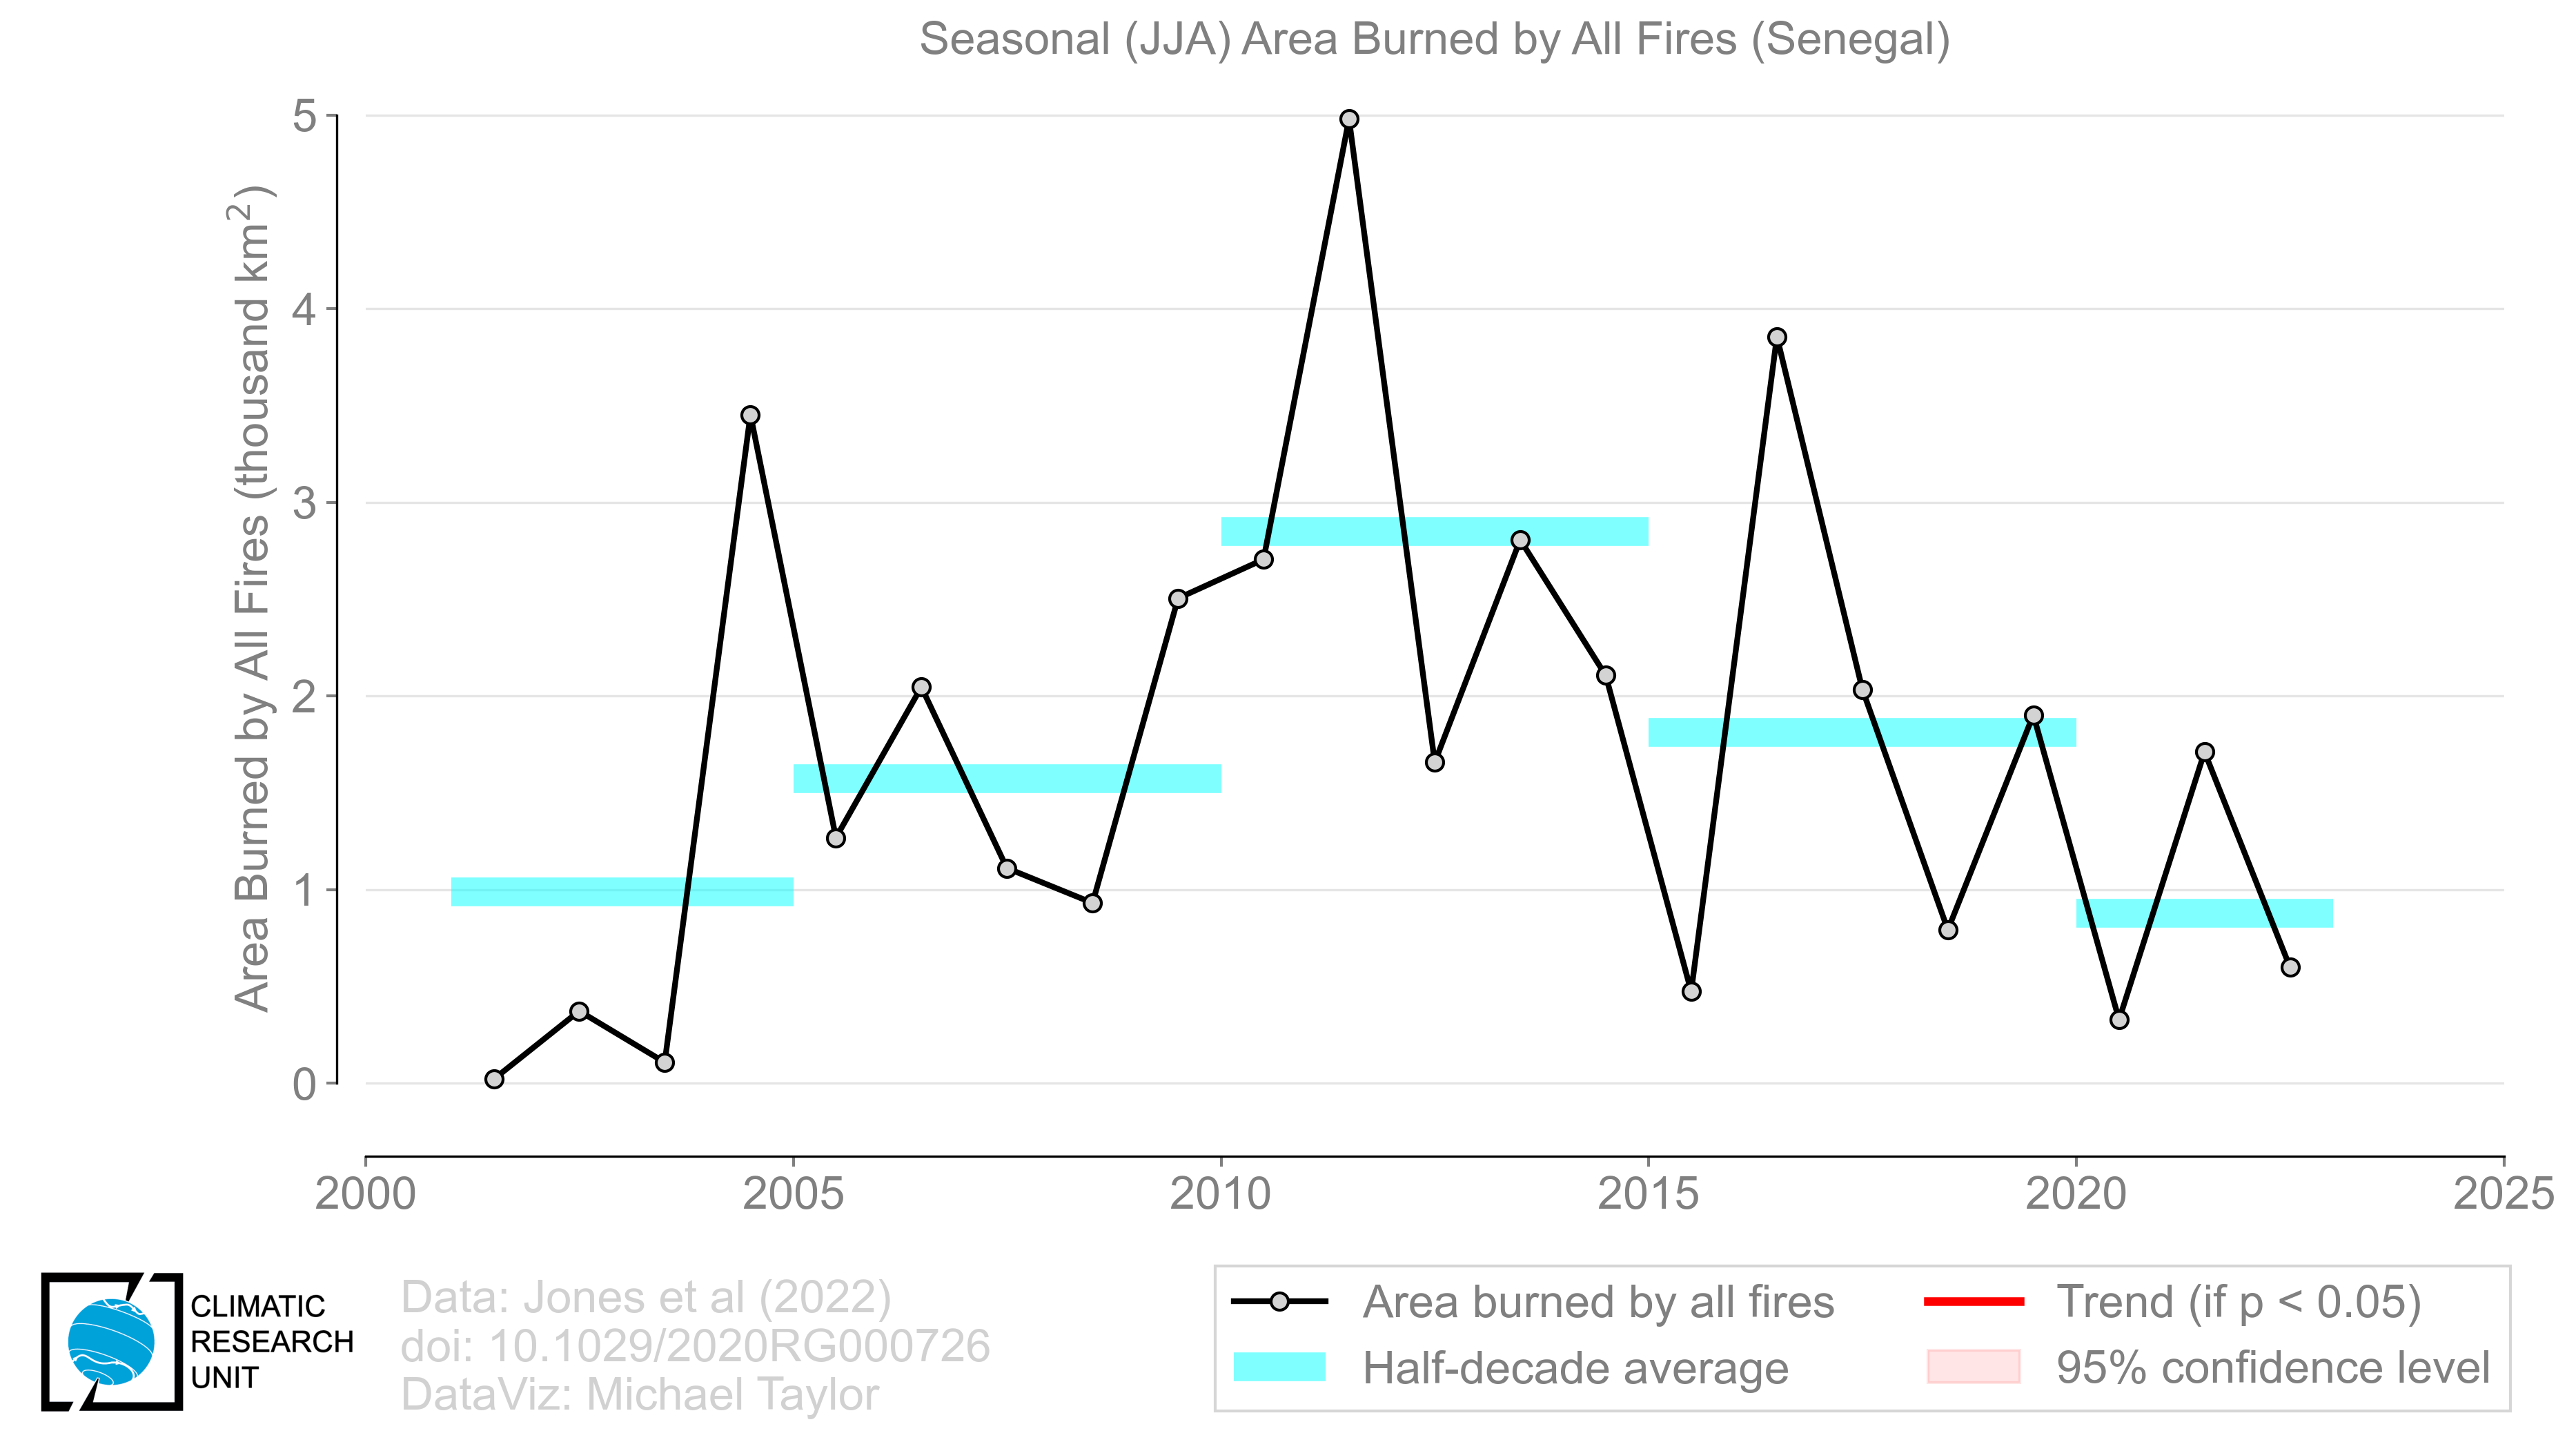 Seasonal (JJA) Area Burned by All Fires (Senegal)
Area Burned by All Fires (thousand km²)
5
4
3
2
1
0
2000 2005 2010 2015 2020 2025
CLIMATIC
RESEARCH
UNIT
Data: Jones et al (2022)
doi: 10.1029/2020RG000726
DataViz: Michael Taylor
Area burned by all fires
Half-decade average
Trend (if p < 0.05)
95% confidence level